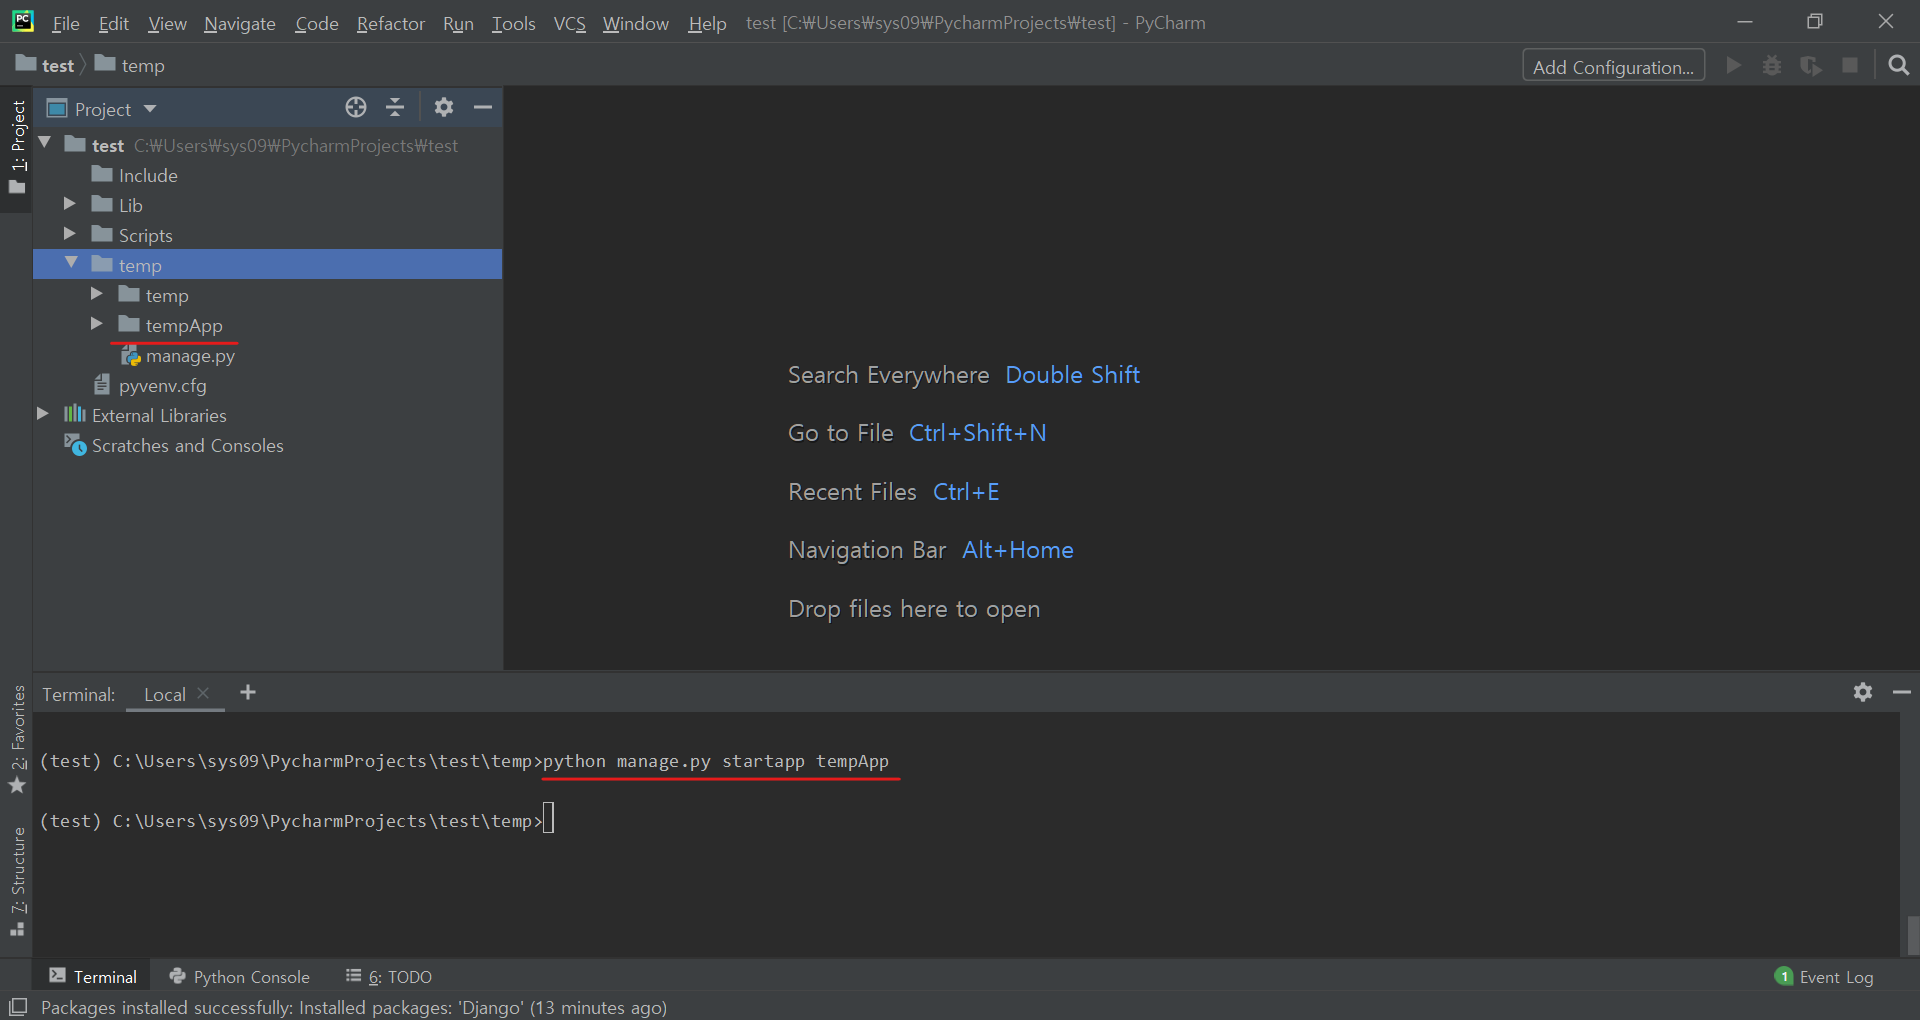 PC File Edit View Navigate Code Refactor Run Tools VCS Window Help test [C:₩Users₩sys09₩PycharmProjects₩test] - PyCharm
test temp Add Configuration...
1: Project
Project
test C:₩Users₩sys09₩PycharmProjects₩test
Include
Lib
Scripts
temp
temp
tempApp
manage.py
pyvenv.cfg
External Libraries
Scratches and Consoles
Search Everywhere Double Shift
Go to File Ctrl+Shift+N
Recent Files Ctrl+E
Navigation Bar Alt+Home
Drop files here to open
2: Favorites
7: Structure
Terminal: Local
(test) C:\Users\sys09\PycharmProjects\test\temp>python manage.py startapp tempApp
(test) C:\Users\sys09\PycharmProjects\test\temp>
Terminal Python Console 6: TODO 1 Event Log
Packages installed successfully: Installed packages: 'Django' (13 minutes ago)